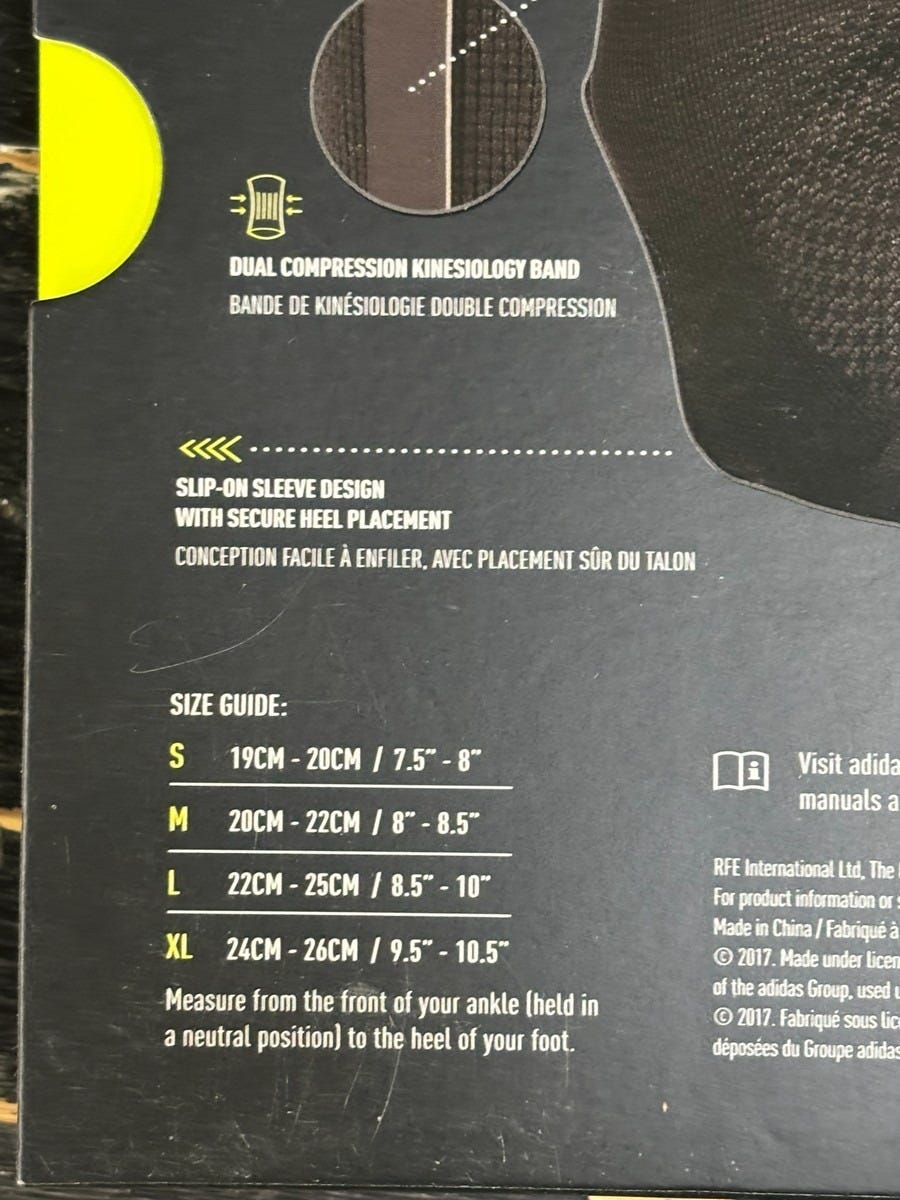 DUAL COMPRESSION KINESIOLOGY BAND
BANDE DE KINÉSIOLOGIE DOUBLE COMPRESSION
SLIP-ON SLEEVE DESIGN
WITH SECURE HEEL PLACEMENT
CONCEPTION FACILE À ENFILER, AVEC PLACEMENT SÛR DU TALON
SIZE GUIDE:
S 19CM - 20CM / 7.5” - 8”
M 20CM - 22CM / 8” - 8.5”
L 22CM - 25CM / 8.5” - 10”
XL 24CM - 26CM / 9.5” - 10.5”
Measure from the front of your ankle (held in
a neutral position) to the heel of your foot.
Visit adida
manuals a
RFE International Ltd, The
For product information or
Made in China / Fabriqué à
© 2017. Made under licen
of the adidas Group, used
© 2017. Fabriqué sous lic
déposées du Groupe adidas